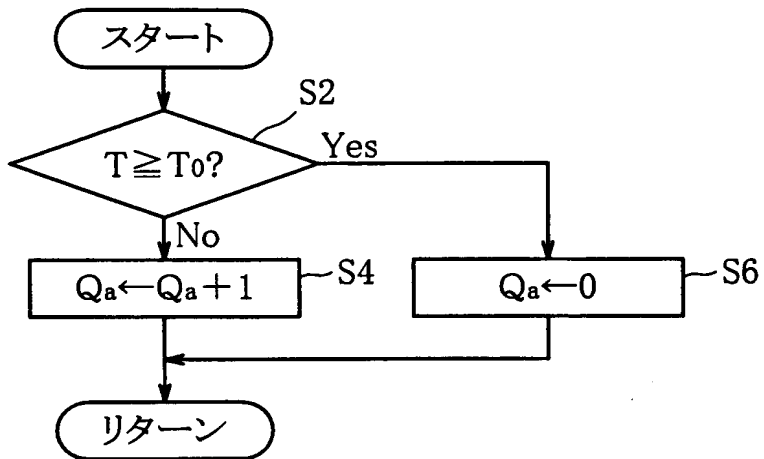 スタート
S2
T≧T0?
Yes
No
Qa←Qa+1
S4
Qa←0
S6
リターン